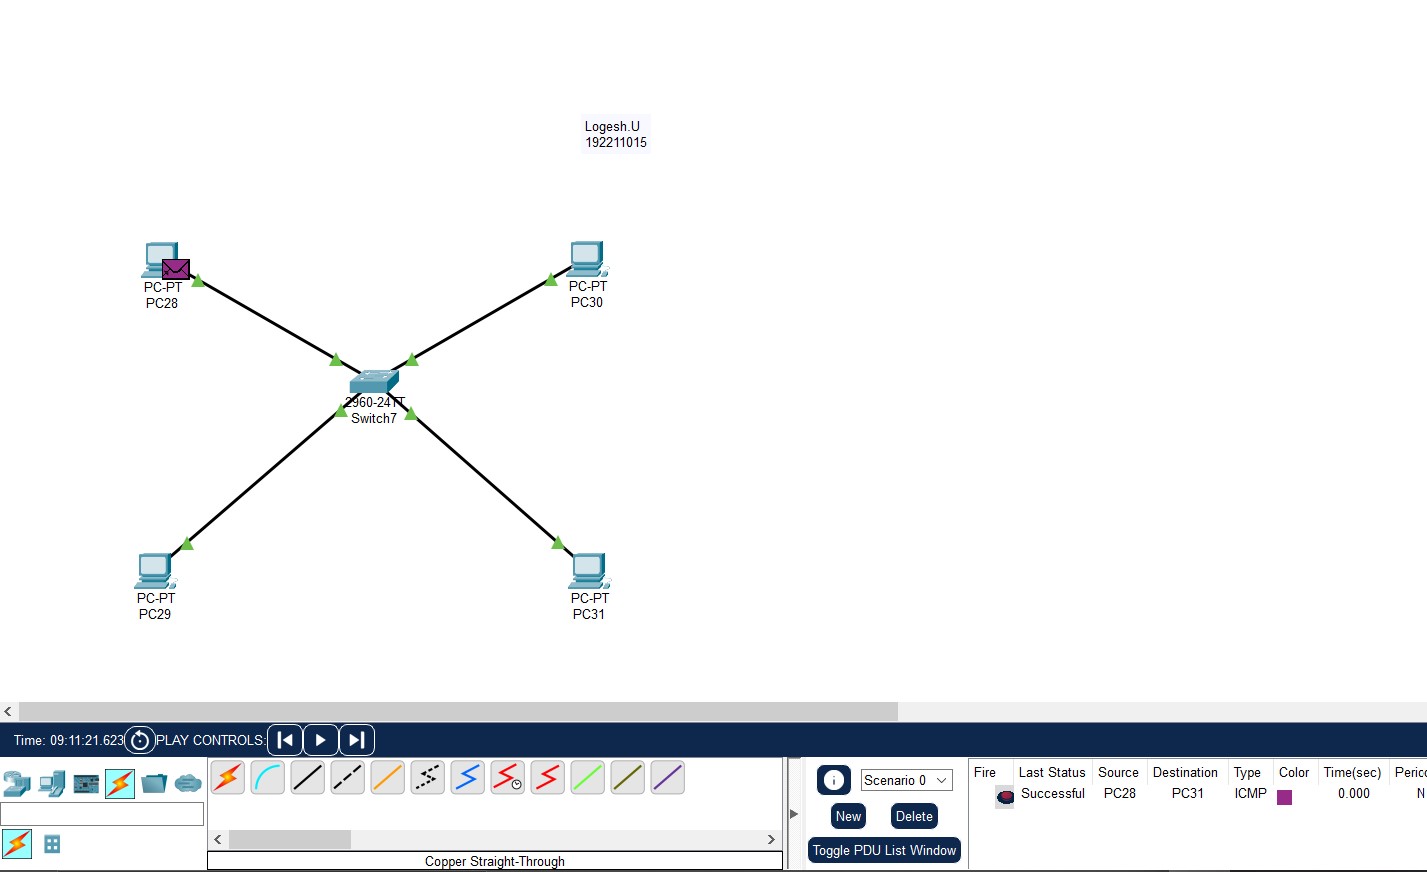 Logesh.U
192211015
PC-PT
PC28
PC-PT
PC30
2960-24TT
Switch7
PC-PT
PC29
PC-PT
PC31
Time: 09:11:21.623
PLAY CONTROLS:
Scenario 0
New
Delete
Toggle PDU List Window
Copper Straight-Through
Fire Last Status Source Destination Type Color Time(sec) Perio
Successful PC28 PC31 ICMP 0.000 N